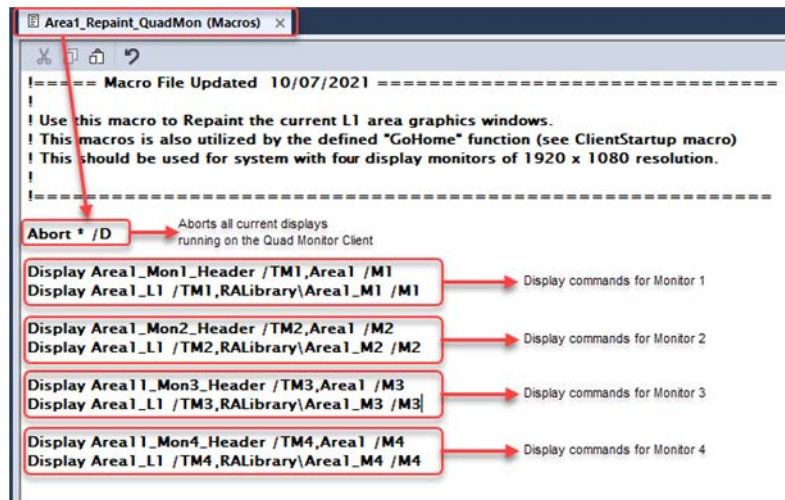 Area1_Repaint_QuadMon (Macros) ×
!===== Macro File Updated  10/07/2021 ===============================
!
! Use this macro to Repaint the current L1 area graphics windows.
! This macros is also utilized by the defined "GoHome" function (see ClientStartup macro)
! This should be used for system with four display monitors of 1920 x 1080 resolution.
!
!=========================================================
Abort * /D
Aborts all current displays
running on the Quad Monitor Client
Display Area1_Mon1_Header /TM1,Area1 /M1
Display Area1_L1 /TM1,RALibrary\Area1_M1 /M1
Display commands for Monitor 1
Display Area1_Mon2_Header /TM2,Area1 /M2
Display Area1_L1 /TM2,RALibrary\Area1_M2 /M2
Display commands for Monitor 2
Display Area11_Mon3_Header /TM3,Area1 /M3
Display Area1_L1 /TM3,RALibrary\Area1_M3 /M3
Display commands for Monitor 3
Display Area11_Mon4_Header /TM4,Area1 /M4
Display Area1_L1 /TM4,RALibrary\Area1_M4 /M4
Display commands for Monitor 4